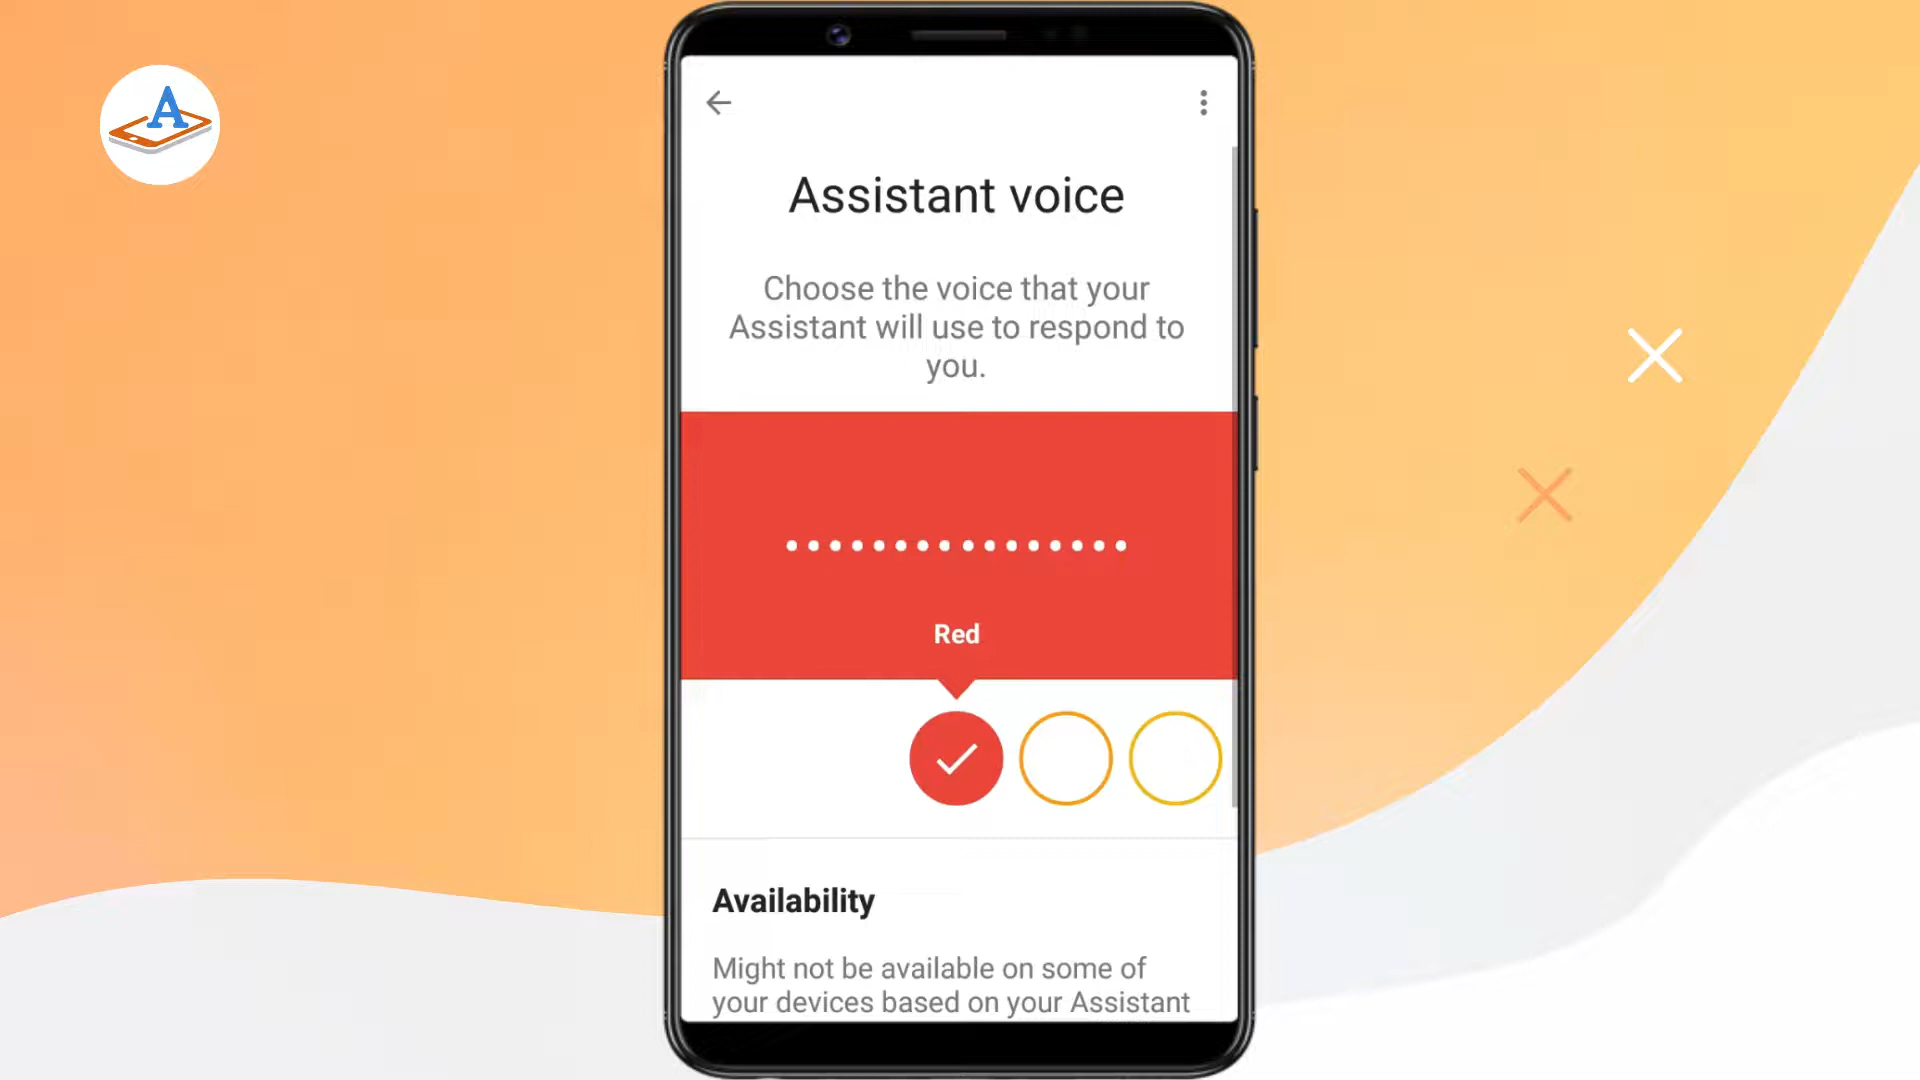 A
Assistant voice
Choose the voice that your
Assistant will use to respond to
you.
Red
Availability
Might not be available on some of
your devices based on your Assistant